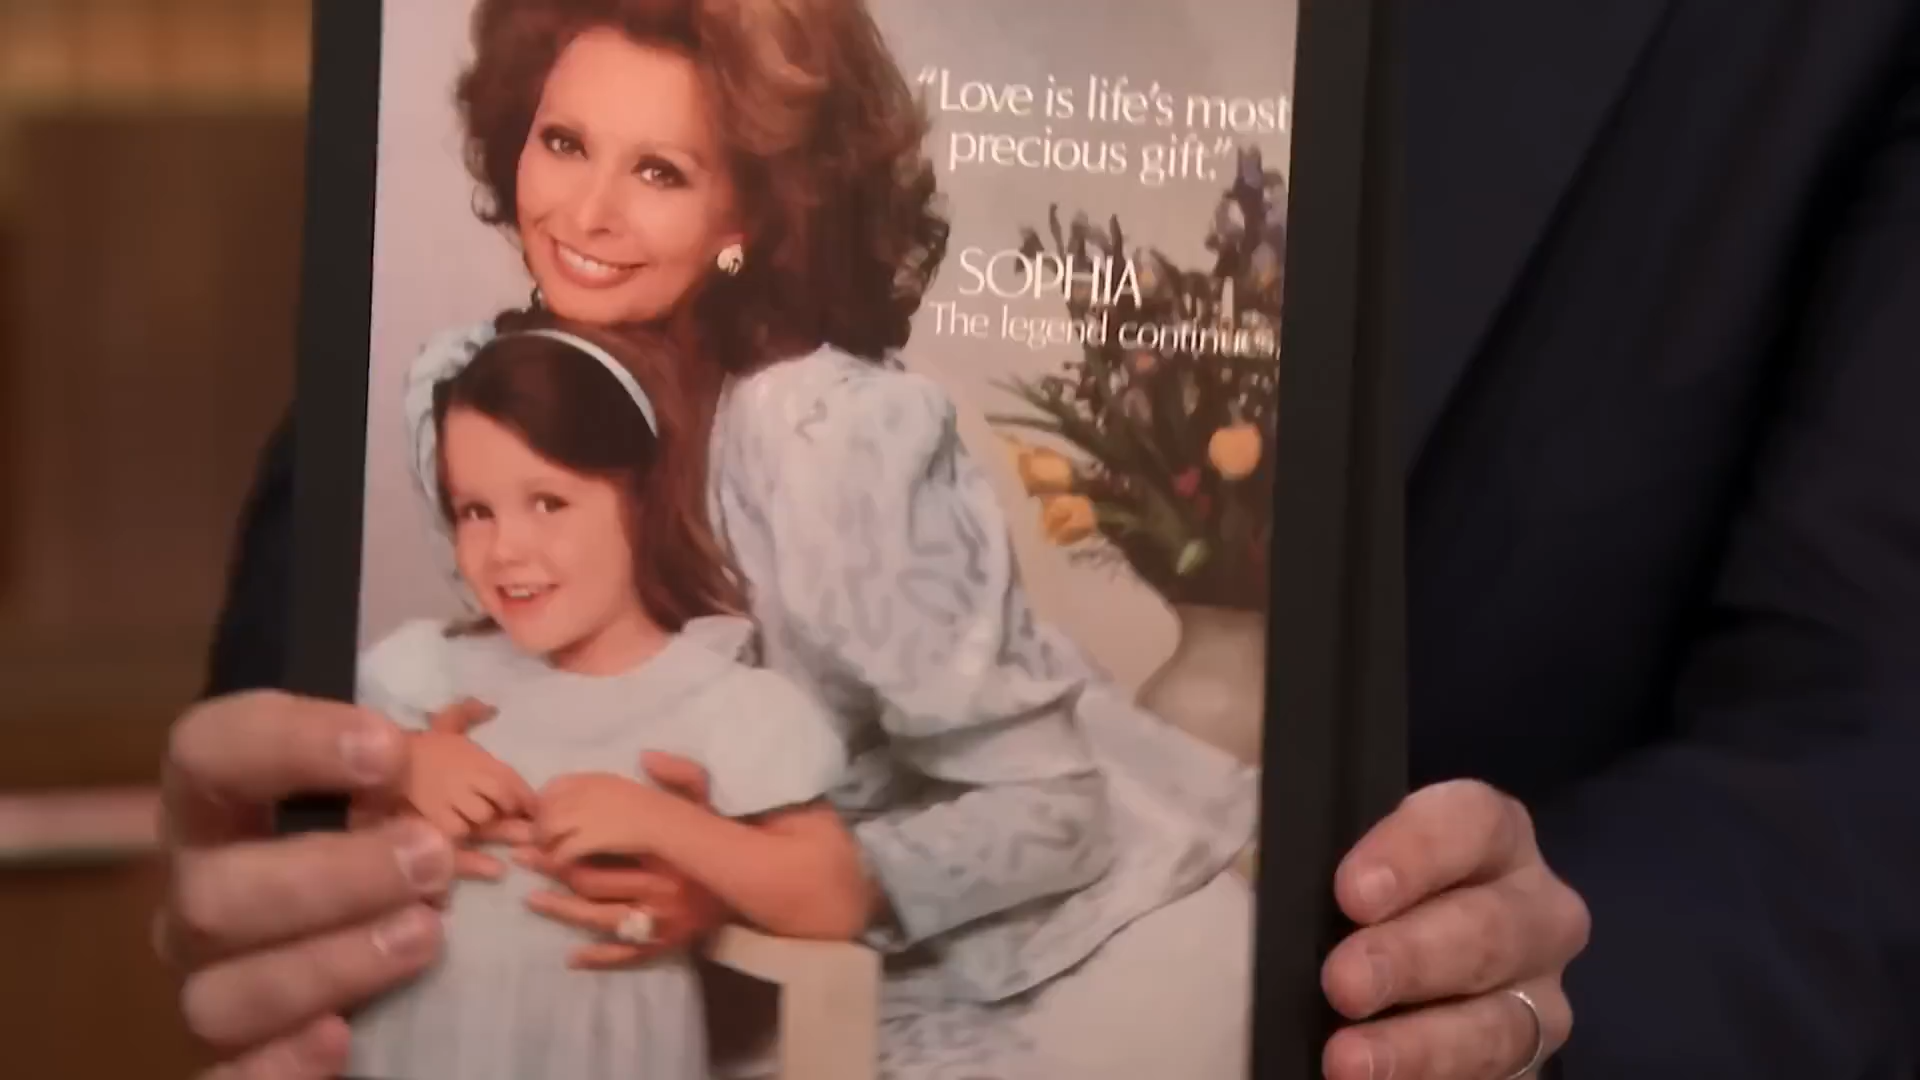 “Love is life’s most
precious gift.”
SOPHIA
The legend continues.